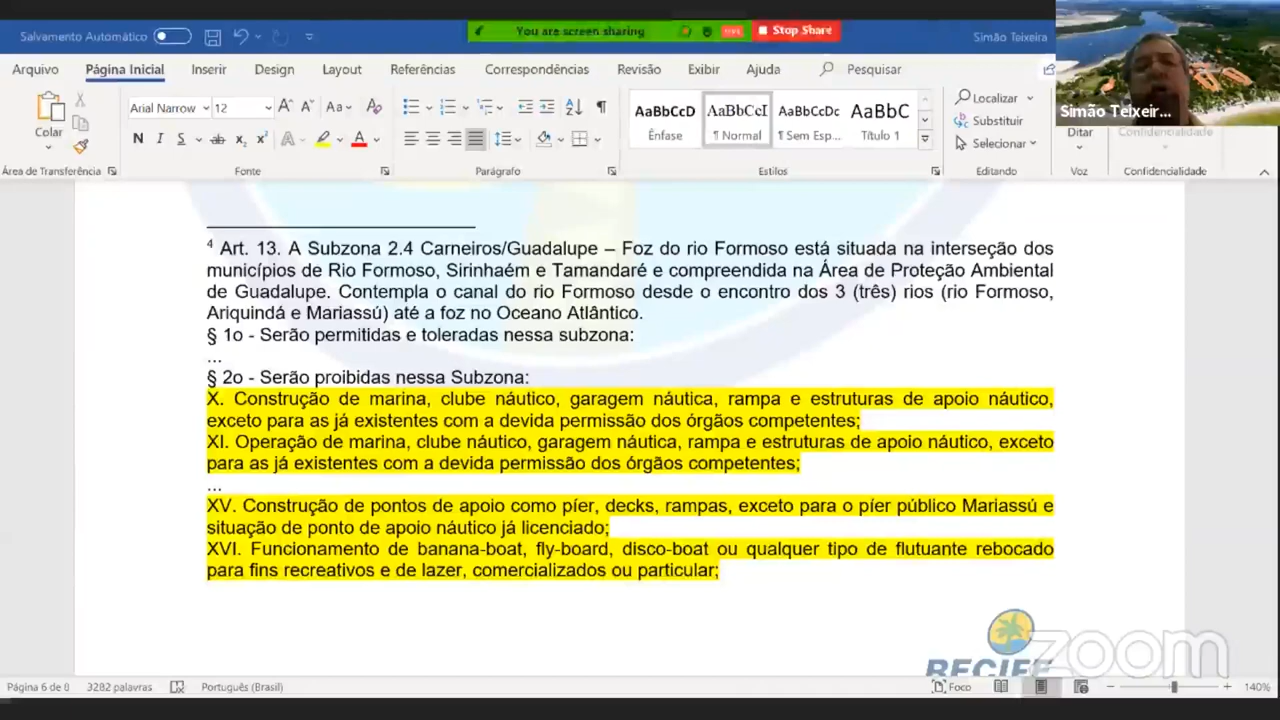 Salvamento Automático
You are screen sharing
LIVE
Stop Share
Simão Teixeira
Arquivo
Página Inicial
Inserir
Design
Layout
Referências
Correspondências
Revisão
Exibir
Ajuda
Pesquisar
Simão Teixeir...
Colar
Arial Narrow
12
Aa
N I S ab x₂ x²
AaBbCcD
AaBbCcI
AaBbCcDc
AaBbC
Ênfase
¶ Normal
¶ Sem Esp...
Título 1
Localizar
Substituir
Selecionar
Ditar
Confidencialidade
Área de Transferência
Fonte
Parágrafo
Estilos
Editando
Voz
Confidencialidade
4 Art. 13. A Subzona 2.4 Carneiros/Guadalupe – Foz do rio Formoso está situada na interseção dos
municípios de Rio Formoso, Sirinhaém e Tamandaré e compreendida na Área de Proteção Ambiental
de Guadalupe. Contempla o canal do rio Formoso desde o encontro dos 3 (três) rios (rio Formoso,
Ariquindá e Mariassú) até a foz no Oceano Atlântico.
§ 1o - Serão permitidas e toleradas nessa subzona:
...
§ 2o - Serão proibidas nessa Subzona:
X. Construção de marina, clube náutico, garagem náutica, rampa e estruturas de apoio náutico,
exceto para as já existentes com a devida permissão dos órgãos competentes;
XI. Operação de marina, clube náutico, garagem náutica, rampa e estruturas de apoio náutico, exceto
para as já existentes com a devida permissão dos órgãos competentes;
...
XV. Construção de pontos de apoio como píer, decks, rampas, exceto para o píer público Mariassú e
situação de ponto de apoio náutico já licenciado;
XVI. Funcionamento de banana-boat, fly-board, disco-boat ou qualquer tipo de flutuante rebocado
para fins recreativos e de lazer, comercializados ou particular;
RECIFE
zoom
Página 6 de 8
3282 palavras
Português (Brasil)
Foco
140%